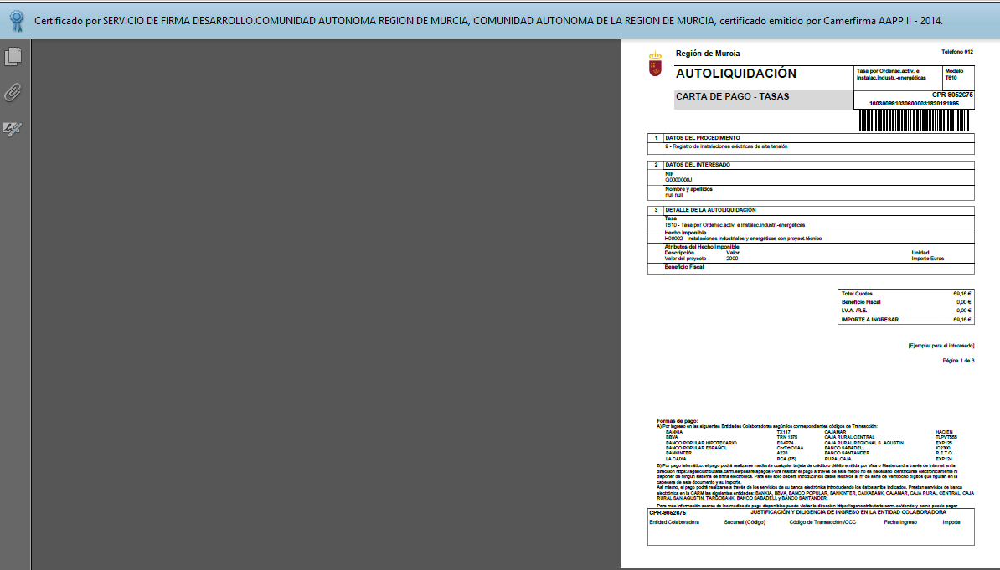 Certificado por SERVICIO DE FIRMA DESARROLLO.COMUNIDAD AUTONOMA REGION DE MURCIA, COMUNIDAD AUTONOMA DE LA REGION DE MURCIA, certificado emitido por Camerfirma AAPP II - 2014.
Región de Murcia
Teléfono 012
AUTOLIQUIDACIÓN
Tasa por Ordenac.activ. e instalac.industr.-energéticas
Modelo T610
CARTA DE PAGO - TASAS
CPR-9052675
1 DATOS DEL PROCEDIMIENTO
9 - Registro de instalaciones eléctricas de alta tensión
2 DATOS DEL INTERESADO
NIF
Q0000000J
Nombre y apellidos
null null
3 DETALLE DE LA AUTOLIQUIDACIÓN
Tasa
T610 - Tasa por Ordenac.activ. e instalac.industr.-energéticas
Hecho Imponible
H00002 - Instalaciones industriales y energéticas con proyect.técnico
Atributos del Hecho Imponible
Descripción Valor Unidad
Valor del proyecto 2000 Importe Euros
Beneficio Fiscal
Total Cuotas 69,16 €
Beneficio Fiscal 0,00 €
I.V.A. /R.E. 0,00 €
IMPORTE A INGRESAR 69,16 €
[Ejemplar para el interesado]
Página 1 de 3
Formas de pago:
A) Por ingreso en las siguientes Entidades Colaboradoras según los correspondientes códigos de Transacción:
BANKIA TX117 CAJAMAR HACIEN
BBVA TRN 1375 CAJA RURAL CENTRAL TLPVT555
BANCO POPULAR HIPOTECARIO ES4P74 CAJA RURAL REGIONAL S. AGUSTIN EXP125
BANCO POPULAR ESPAÑOL CbrTrbCCAA BANCO SABADELL IC2300
BANKINTER A228 BANCO SANTANDER R.E.T.O.
LA CAIXA RCA (F5) RURALCAJA EXP124
B) Por pago telemático: el pago podrá realizarse mediante cualquier tarjeta de crédito o débito emitida por Visa o Mastercard a través de Internet en la
dirección https://agenciatributaria.carm.es/pasarelapagos Para realizar el pago a través de este medio no es necesario identificarse electrónicamente ni
disponer de ningún sistema de firma electrónica. Para ello sólo deberá introducir los datos relativos al nº de serie de veintiocho dígitos que figuran en la
cabecera de este documento y su importe.
Así mismo, el pago podrá realizarse a través de los servicios de su banca electrónica introduciendo los datos arriba indicados. Prestan servicios de banca
electrónica en la CARM las siguientes entidades: BANKIA, BBVA, BANCO POPULAR, BANKINTER, CAIXABANK, CAJAMAR, CAJA RURAL CENTRAL, CAJA
RURAL SAN AGUSTÍN, TARGOBANK, BANCO SABADELL y BANCO SANTANDER.
Para más información acerca de los medios de pago disponibles puede visitar la dirección https://agenciatributaria.carm.es/donde-y-como-puedo-pagar
CPR-9052675 JUSTIFICACIÓN Y DILIGENCIA DE INGRESO EN LA ENTIDAD COLABORADORA
Entidad Colaboradora Sucursal (Código) Código de Transacción /CCC Fecha Ingreso Importe